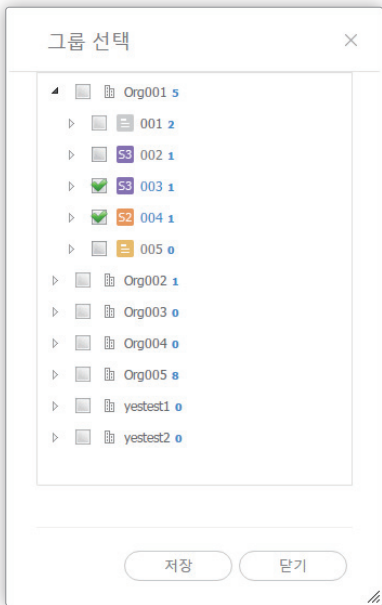 그룹 선택
Org001 5
001 2
S3 002 1
S3 003 1
S2 004 1
005 0
Org002 1
Org003 0
Org004 0
Org005 8
yestest1 0
yestest2 0
저장 닫기